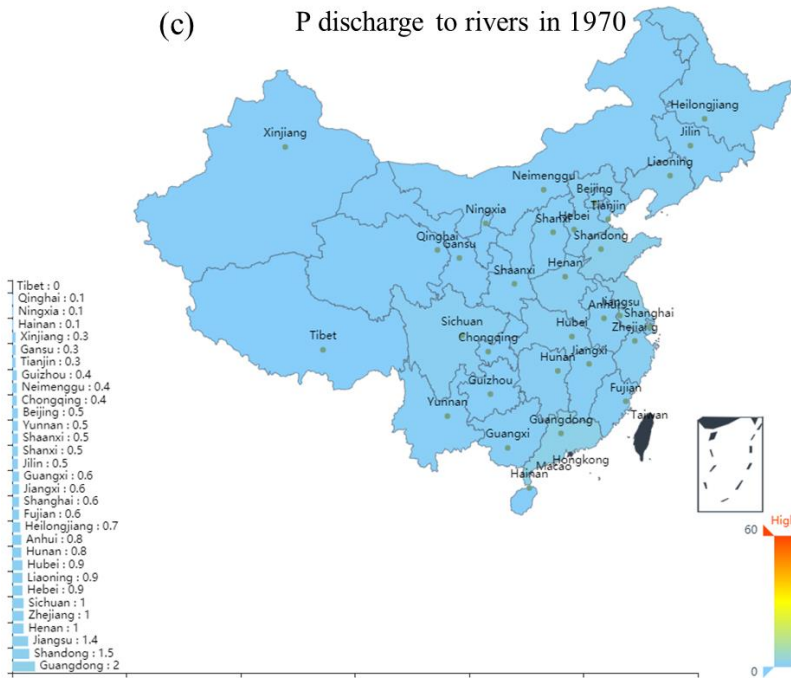 (c) P discharge to rivers in 1970
Heilongjiang
Jilin
Xinjiang
Liaoning
Neimenggu
Beijing
Tianjin
Ningxia
Shanxi
Hebei
Qinghai
Shandong
Gansu
Henan
Shaanxi
Jiangsu
Anhui
Shanghai
Sichuan
Hubei
Zhejiang
Tibet
Chongqing
Hunan
Jiangxi
Guizhou
Fujian
Yunnan
Taiwan
Guangdong
Guangxi
Hongkong
Macao
Hainan
Tibet : 0
Qinghai : 0.1
Ningxia : 0.1
Hainan : 0.1
Xinjiang : 0.3
Gansu : 0.3
Tianjin : 0.3
Guizhou : 0.4
Neimenggu : 0.4
Chongqing : 0.4
Beijing : 0.5
Yunnan : 0.5
Shaanxi : 0.5
Shanxi : 0.5
Jilin : 0.5
Guangxi : 0.6
Jiangxi : 0.6
Shanghai : 0.6
Fujian : 0.6
Heilongjiang : 0.7
Anhui : 0.8
Hunan : 0.8
Hubei : 0.9
Liaoning : 0.9
Hebei : 0.9
Sichuan : 1
Zhejiang : 1
Henan : 1
Jiangsu : 1.4
Shandong : 1.5
Guangdong : 2
High
60
0